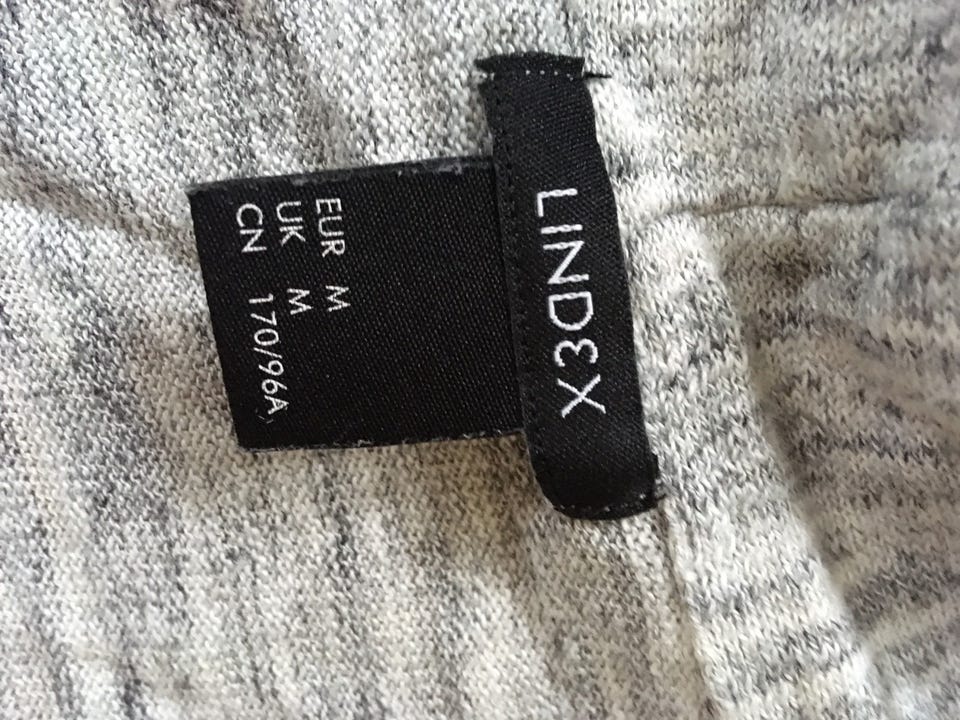 LINDEX
EUR M
UK M
CN 170/96A